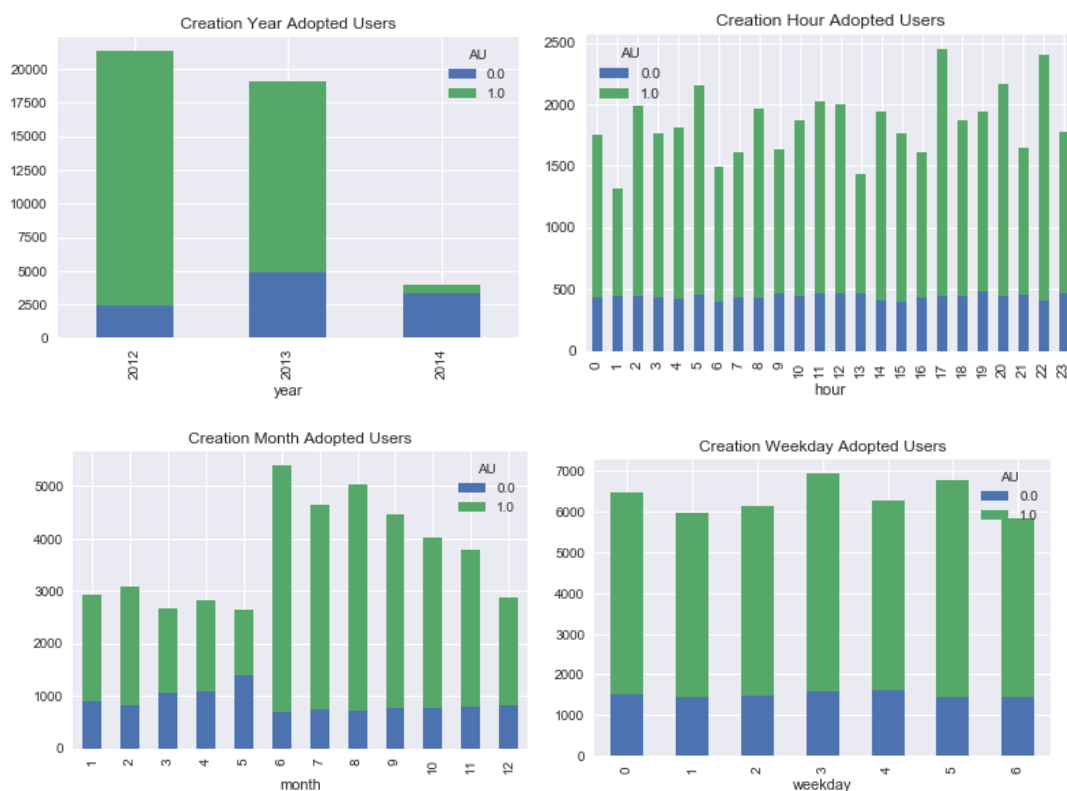 Creation Year Adopted Users
AU
0.0
1.0
20000
17500
15000
12500
10000
7500
5000
2500
0
2012
2013
2014
year
Creation Hour Adopted Users
AU
0.0
1.0
2500
2000
1500
1000
500
0
0 1 2 3 4 5 6 7 8 9 10 11 12 13 14 15 16 17 18 19 20 21 22 23
hour
Creation Month Adopted Users
AU
0.0
1.0
5000
4000
3000
2000
1000
0
1 2 3 4 5 6 7 8 9 10 11 12
month
Creation Weekday Adopted Users
AU
0.0
1.0
7000
6000
5000
4000
3000
2000
1000
0
0 1 2 3 4 5 6
weekday